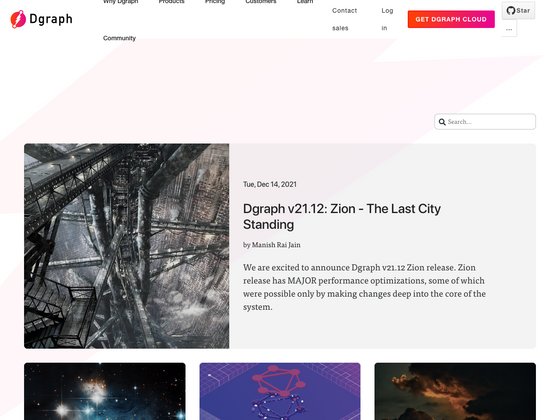 Dgraph
Why Dgraph
Products
Pricing
Customers
Learn
Community
Contact sales
Log in
GET DGRAPH CLOUD
Star
...
Search...
Tue, Dec 14, 2021
Dgraph v21.12: Zion - The Last City
Standing
by Manish Rai Jain
We are excited to announce Dgraph v21.12 Zion release. Zion
release has MAJOR performance optimizations, some of which
were possible only by making changes deep into the core of the
system.